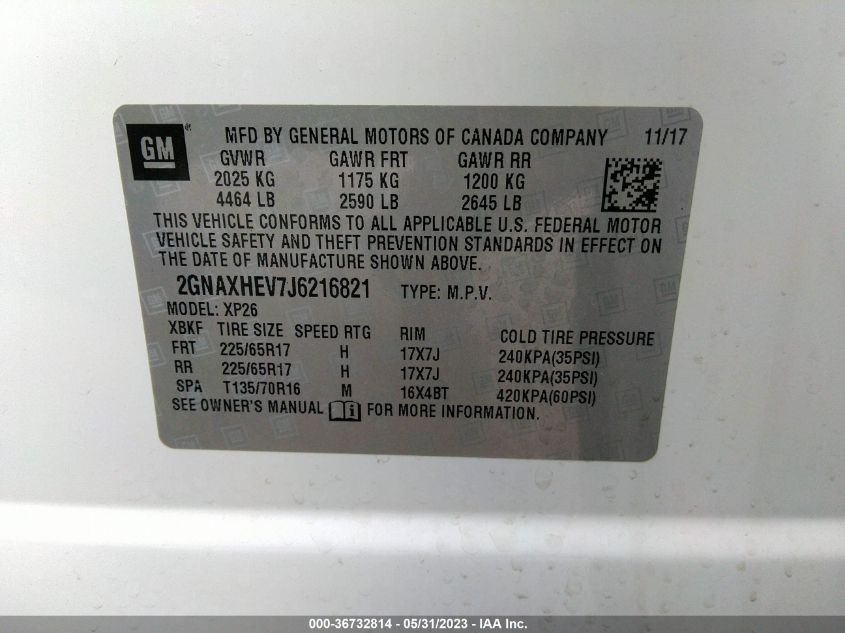 GM
MFD BY GENERAL MOTORS OF CANADA COMPANY 11/17
GVWR GAWR FRT GAWR RR
2025 KG 1175 KG 1200 KG
4464 LB 2590 LB 2645 LB
THIS VEHICLE CONFORMS TO ALL APPLICABLE U.S. FEDERAL MOTOR
VEHICLE SAFETY AND THEFT PREVENTION STANDARDS IN EFFECT ON
THE DATE OF MANUFACTURE SHOWN ABOVE.
2GNAXHEV7J6216821 TYPE: M.P.V.
MODEL: XP26
XBKF TIRE SIZE SPEED RTG RIM COLD TIRE PRESSURE
FRT 225/65R17 H 17X7J 240KPA(35PSI)
RR 225/65R17 H 17X7J 240KPA(35PSI)
SPA T135/70R16 M 16X4BT 420KPA(60PSI)
SEE OWNER'S MANUAL i FOR MORE INFORMATION.
000-36732814 - 05/31/2023 - IAA Inc.